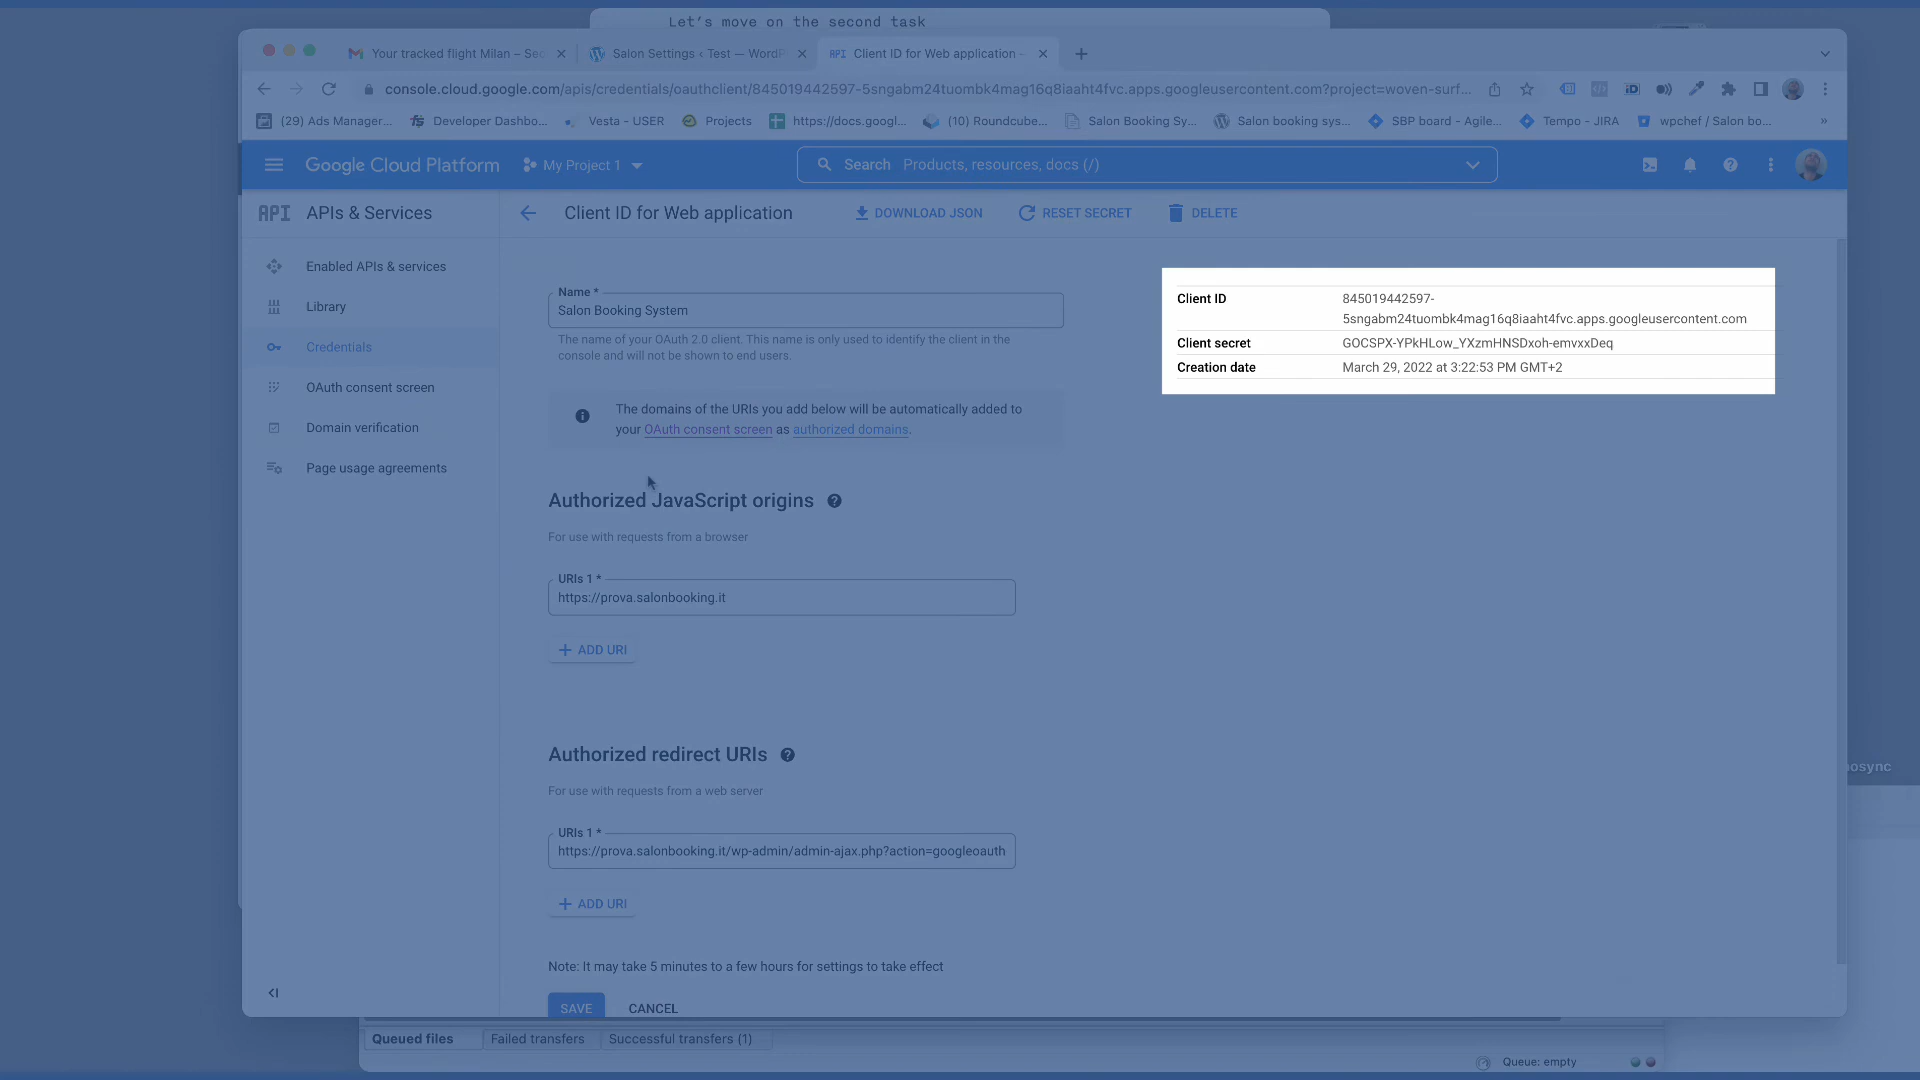 Let's move on the second task
Your tracked flight Milan – Sec
Salon Settings ‹ Test — WordP
API Client ID for Web application -
console.cloud.google.com/apis/credentials/oauthclient/845019442597-5sngabm24tuombk4mag16q8iaaht4fvc.apps.googleusercontent.com?project=woven-surf...
(29) Ads Manager...
Developer Dashbo...
Vesta - USER
Projects
https://docs.googl...
(10) Roundcube...
Salon Booking Sy...
Salon booking sys...
SBP board - Agile...
Tempo - JIRA
wpchef / Salon bo...
»
Google Cloud Platform
My Project 1
Search Products, resources, docs (/)
API APIs & Services
Client ID for Web application
DOWNLOAD JSON
RESET SECRET
DELETE
Enabled APIs & services
Library
Credentials
OAuth consent screen
Domain verification
Page usage agreements
Name *
Salon Booking System
The name of your OAuth 2.0 client. This name is only used to identify the client in the
console and will not be shown to end users.
The domains of the URIs you add below will be automatically added to
your OAuth consent screen as authorized domains.
Client ID 845019442597-
5sngabm24tuombk4mag16q8iaaht4fvc.apps.googleusercontent.com
Client secret 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
Creation date March 29, 2022 at 3:22:53 PM GMT+2
Authorized JavaScript origins
For use with requests from a browser
URIs 1 *
https://prova.salonbooking.it
+ ADD URI
Authorized redirect URIs
For use with requests from a web server
URIs 1 *
https://prova.salonbooking.it/wp-admin/admin-ajax.php?action=googleoauth
+ ADD URI
Note: It may take 5 minutes to a few hours for settings to take effect
SAVE
CANCEL
osync
Queued files
Failed transfers
Successful transfers (1)
Queue: empty